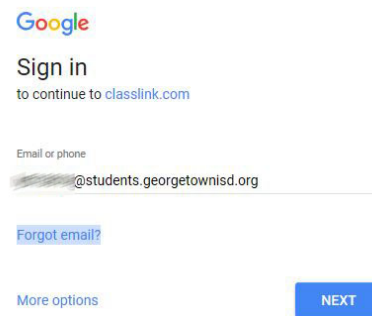 Google
Sign in
to continue to classlink.com
Email or phone
@students.georgetownisd.org
Forgot email?
More options
NEXT